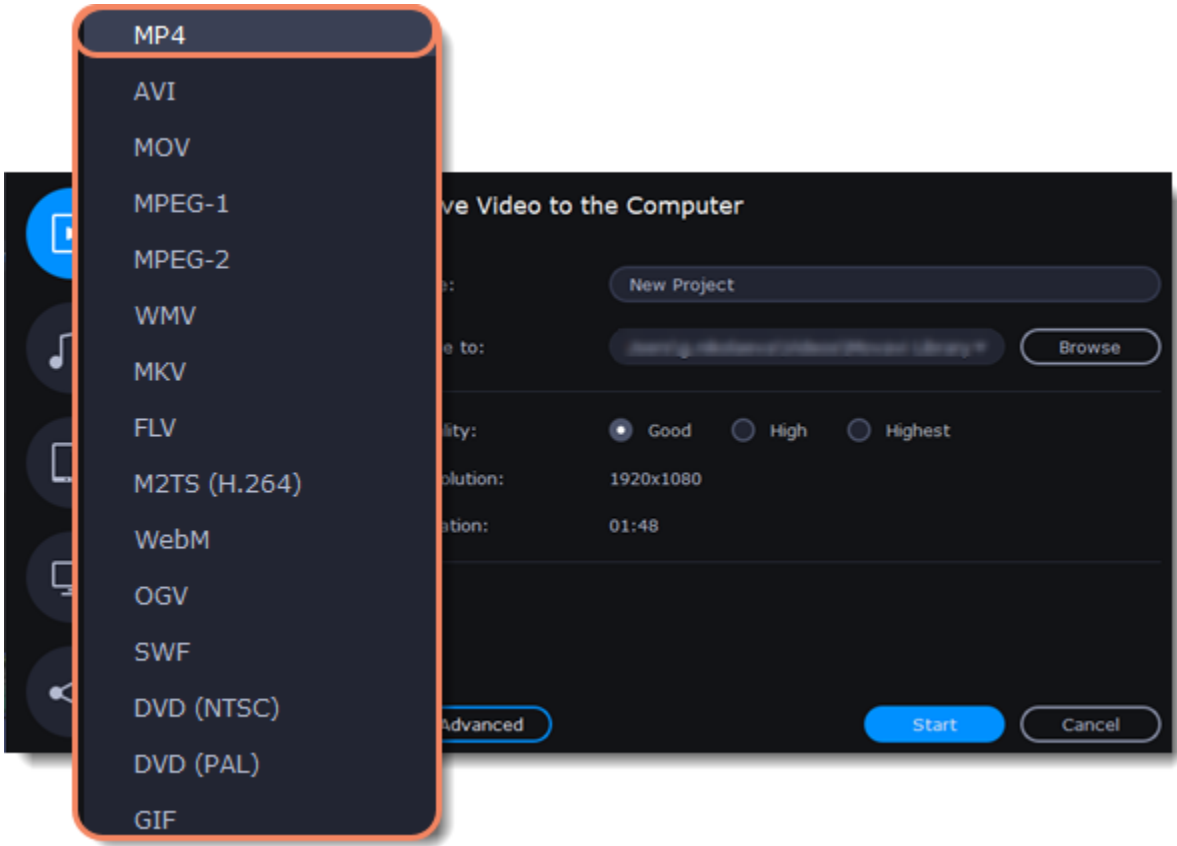 MP4
AVI
MOV
MPEG-1
MPEG-2
WMV
MKV
FLV
M2TS (H.264)
WebM
OGV
SWF
DVD (NTSC)
DVD (PAL)
GIF
ve Video to the Computer
e: New Project
e to: Browse
lity: Good High Highest
olution: 1920x1080
ation: 01:48
Advanced Start Cancel